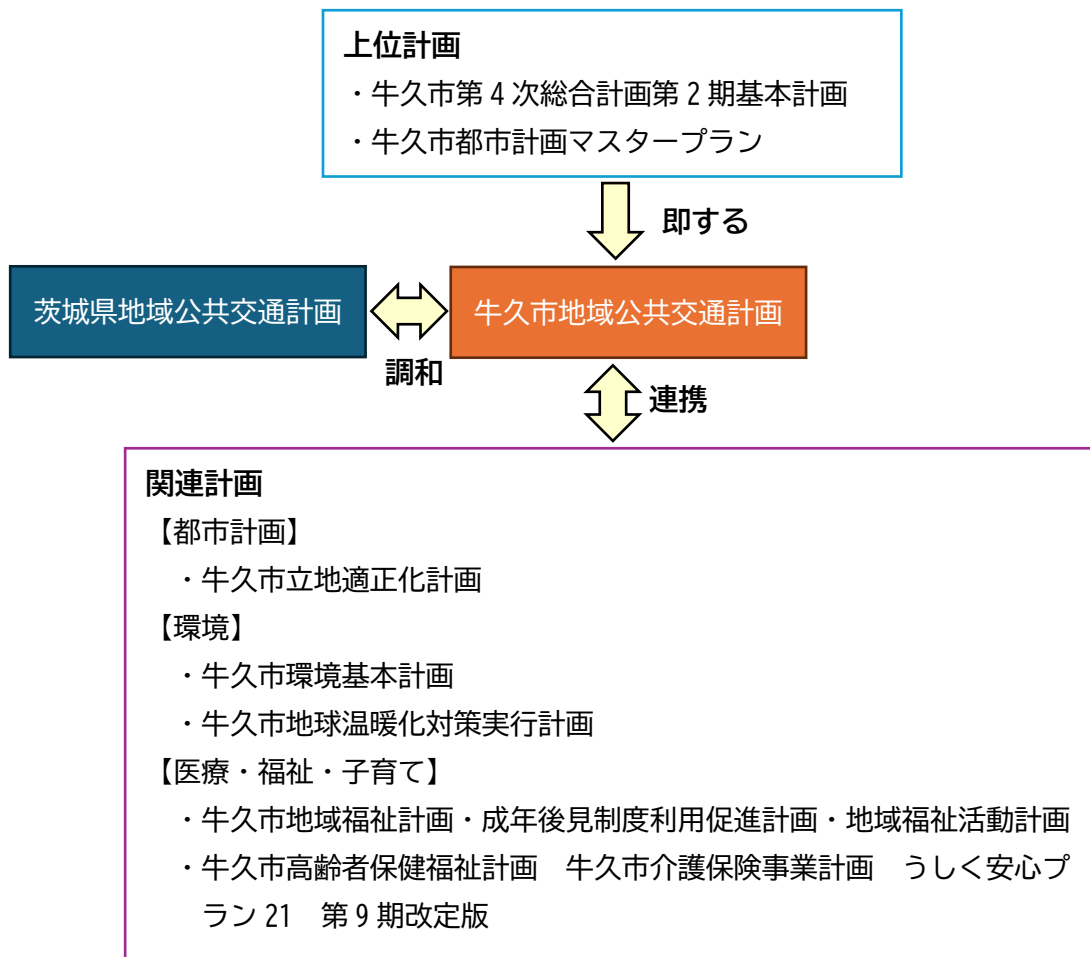 上位計画
・牛久市第4次総合計画第2期基本計画
・牛久市都市計画マスタープラン
即する
茨城県地域公共交通計画
牛久市地域公共交通計画
調和
連携
関連計画
【都市計画】
・牛久市立地適正化計画
【環境】
・牛久市環境基本計画
・牛久市地球温暖化対策実行計画
【医療・福祉・子育て】
・牛久市地域福祉計画・成年後見制度利用促進計画・地域福祉活動計画
・牛久市高齢者保健福祉計画　牛久市介護保険事業計画　うしく安心プ
ラン21　第9期改定版